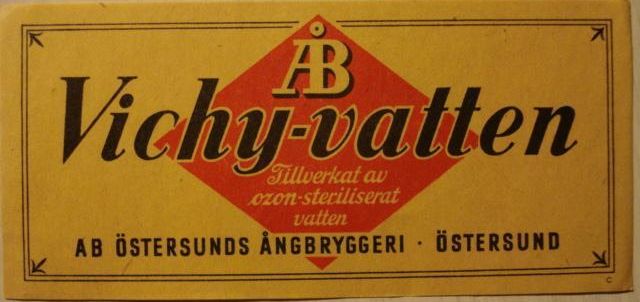 ÅB
Vichy-vatten
Tillverkat av
ozon-steriliserat
vatten
AB ÖSTERSUNDS ÅNGBRYGGERI · ÖSTERSUND
C